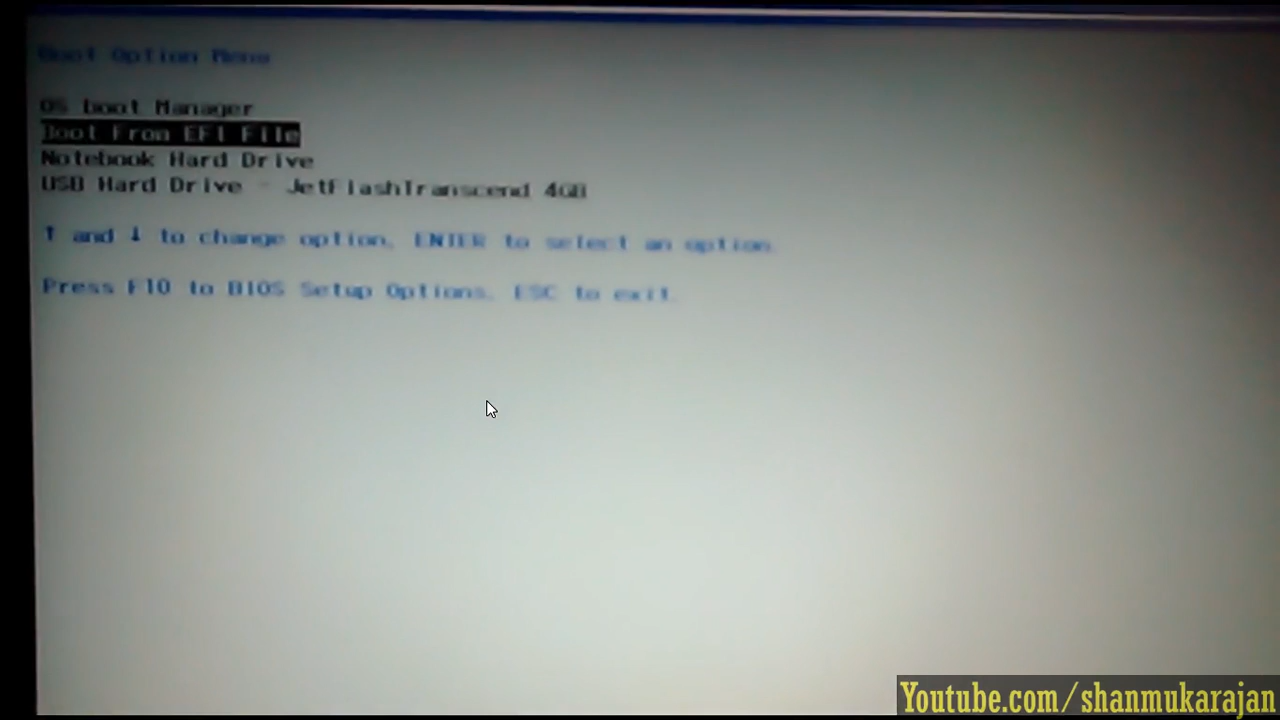 Boot Option Menu
OS boot Manager
Boot From EFI File
Notebook Hard Drive
USB Hard Drive - JetFlashTranscend 4GB
↑ and ↓ to change option, ENTER to select an option
Press F10 to BIOS Setup Options, ESC to exit
Youtube.com/shanmukarajan